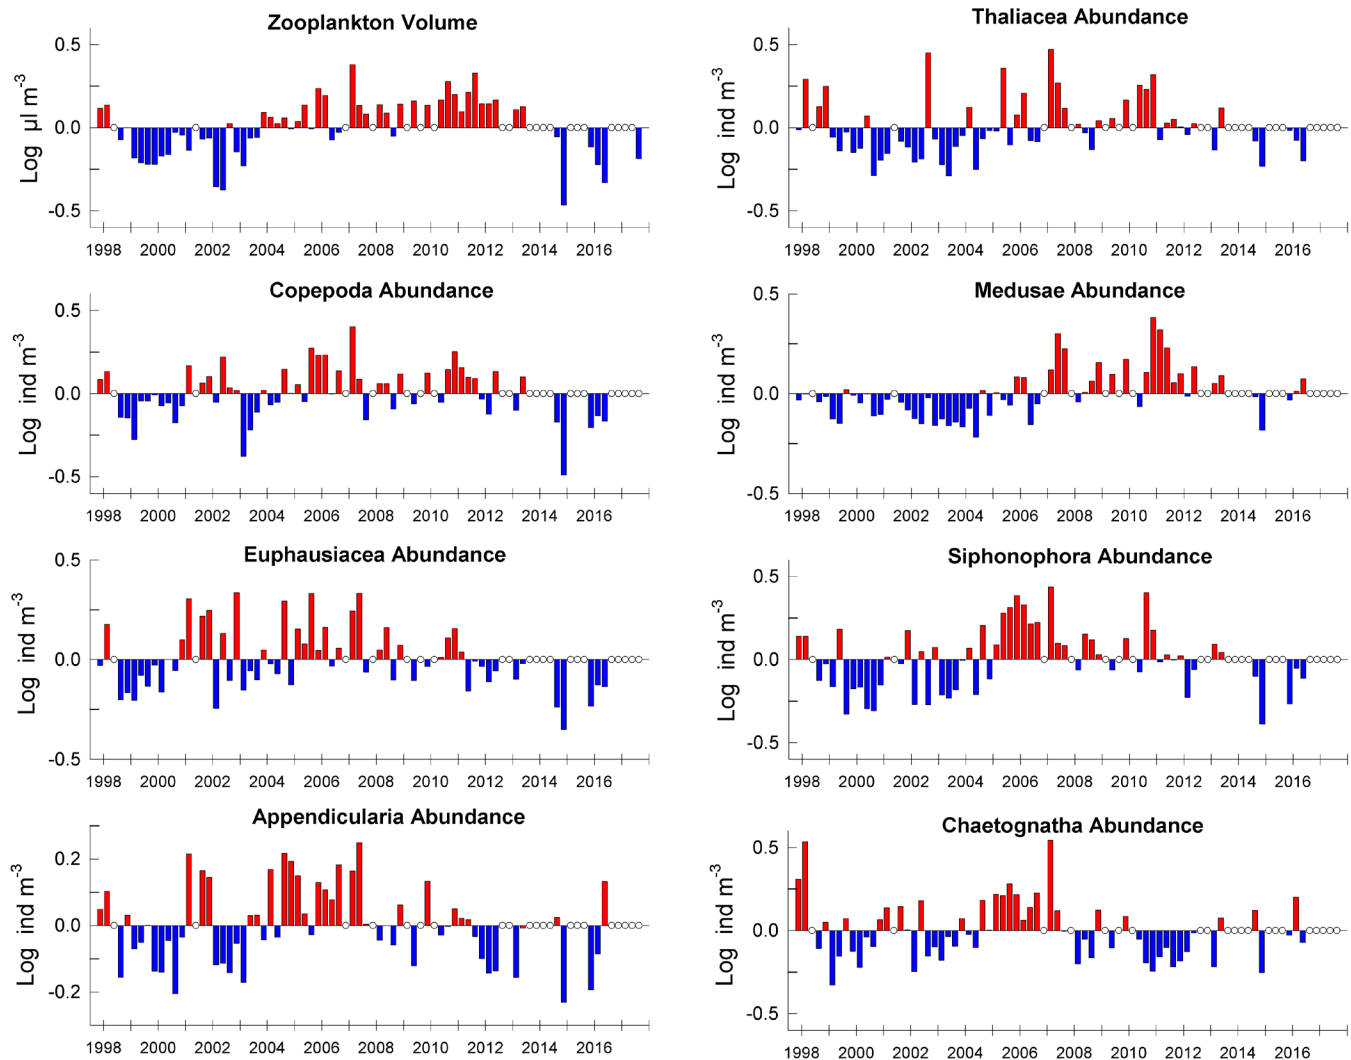 Zooplankton Volume
Log µl m-3
0.5
0.0
-0.5
1998 2000 2002 2004 2006 2008 2010 2012 2014 2016
Thaliacea Abundance
Log ind m-3
0.5
0.0
-0.5
1998 2000 2002 2004 2006 2008 2010 2012 2014 2016
Copepoda Abundance
Log ind m-3
0.5
0.0
-0.5
1998 2000 2002 2004 2006 2008 2010 2012 2014 2016
Medusae Abundance
Log ind m-3
0.5
0.0
-0.5
1998 2000 2002 2004 2006 2008 2010 2012 2014 2016
Euphausiacea Abundance
Log ind m-3
0.5
0.0
-0.5
1998 2000 2002 2004 2006 2008 2010 2012 2014 2016
Siphonophora Abundance
Log ind m-3
0.5
0.0
-0.5
1998 2000 2002 2004 2006 2008 2010 2012 2014 2016
Appendicularia Abundance
Log ind m-3
0.2
0.0
-0.2
1998 2000 2002 2004 2006 2008 2010 2012 2014 2016
Chaetognatha Abundance
Log ind m-3
0.5
0.0
-0.5
1998 2000 2002 2004 2006 2008 2010 2012 2014 2016